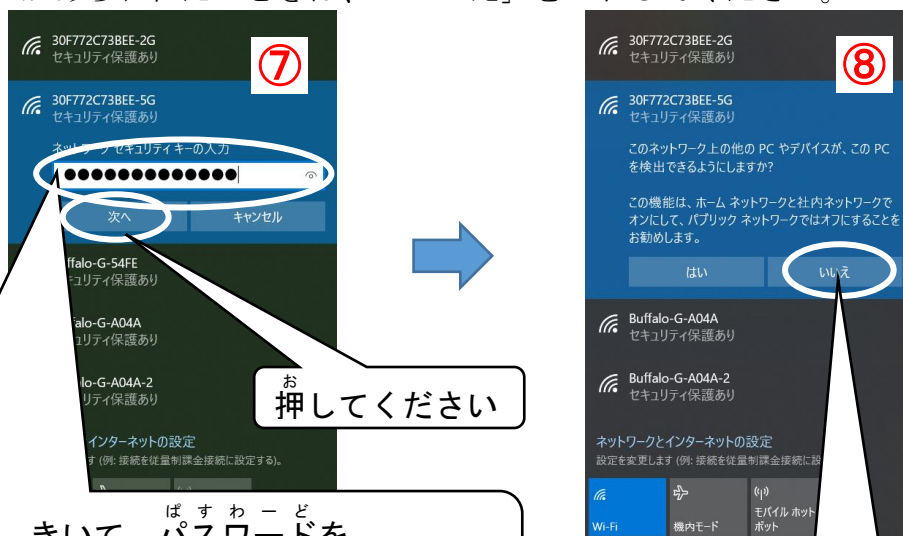 ⑦
30F772C73BEE-2G
セキュリティ保護あり
30F772C73BEE-5G
セキュリティ保護あり
セキュリティ キーの入力
●●●●●●●●●●●●●
次へ
キャンセル
ffalo-G-54FE
キュリティ保護あり
alo-G-A04A
ュリティ保護あり
lo-G-A04A-2
リティ保護あり
インターネットの設定
す (例: 接続を従量制課金接続に設定する)。
お
押してください
ぱすわーど
きいて、パスワードを
⑧
30F772C73BEE-2G
セキュリティ保護あり
30F772C73BEE-5G
セキュリティ保護あり
このネットワーク上の他の PC やデバイスが、この PC
を検出できるようにしますか?
この機能は、ホーム ネットワークと社内ネットワークで
オンにして、パブリック ネットワークではオフにすることを
お勧めします。
はい
いいえ
Buffalo-G-A04A
セキュリティ保護あり
Buffalo-G-A04A-2
セキュリティ保護あり
ネットワークとインターネットの設定
設定を変更します (例: 接続を従量制課金接続に設
Wi-Fi
機内モード
モバイル ホット
ポット